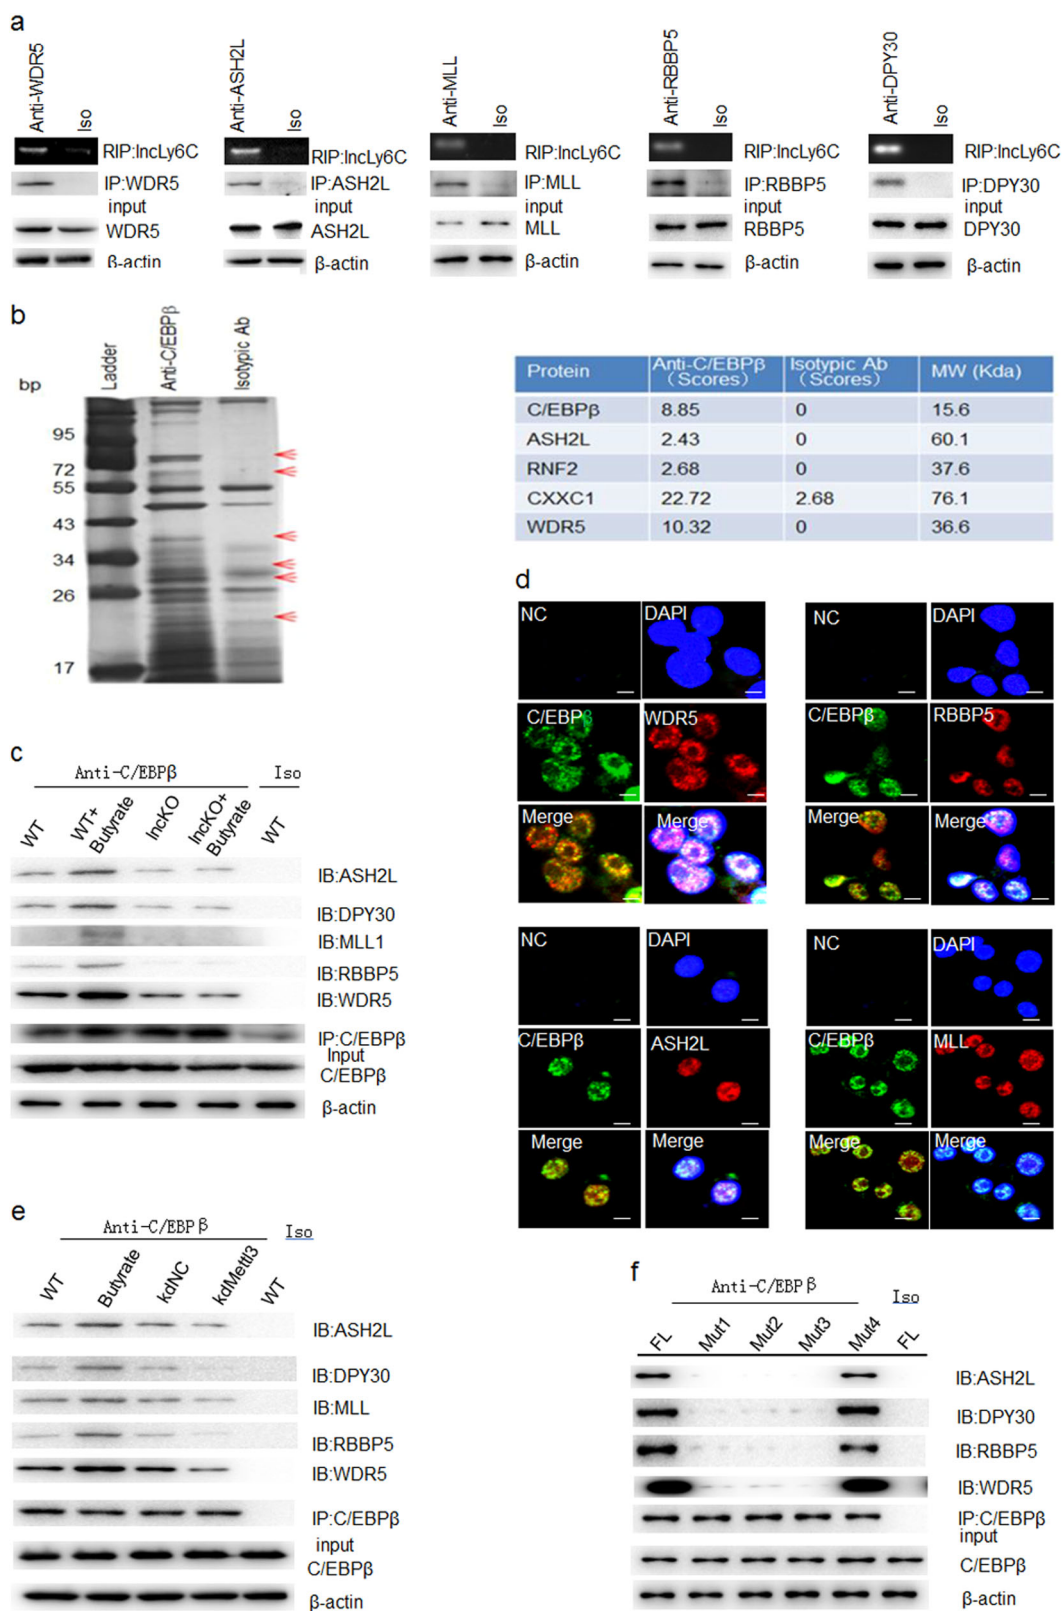 a
Anti-WDR5
Iso
RIP:lncLy6C
IP:WDR5
input
WDR5
β-actin
Anti-ASH2L
Iso
RIP:lncLy6C
IP:ASH2L
input
ASH2L
β-actin
Anti-MLL
Iso
RIP:lncLy6C
IP:MLL
input
MLL
β-actin
Anti-RBBP5
Iso
RIP:lncLy6C
IP:RBBP5
input
RBBP5
β-actin
Anti-DPY30
Iso
RIP:lncLy6C
IP:DPY30
input
DPY30
β-actin
b
bp
Ladder
Anti-C/EBPβ
Isotypic Ab
95
72
55
43
34
26
17
Protein Anti-C/EBPβ (Scores) Isotypic Ab (Scores) MW (Kda)
C/EBPβ 8.85 0 15.6
ASH2L 2.43 0 60.1
RNF2 2.68 0 37.6
CXXC1 22.72 2.68 76.1
WDR5 10.32 0 36.6
c
Anti-C/EBPβ Iso
WT
WT+
Butyrate
lncKO
lncKO+
Butyrate
WT
IB:ASH2L
IB:DPY30
IB:MLL1
IB:RBBP5
IB:WDR5
IP:C/EBPβ
Input
C/EBPβ
β-actin
d
NC DAPI
C/EBPβ WDR5
Merge Merge
NC DAPI
C/EBPβ RBBP5
Merge Merge
NC DAPI
C/EBPβ ASH2L
Merge Merge
NC DAPI
C/EBPβ MLL
Merge Merge
e
Anti-C/EBPβ Iso
WT
Butyrate
kdNC
kdMettl3
WT
IB:ASH2L
IB:DPY30
IB:MLL
IB:RBBP5
IB:WDR5
IP:C/EBPβ
input
C/EBPβ
β-actin
f
Anti-C/EBPβ Iso
FL
Mut1
Mut2
Mut3
Mut4
FL
IB:ASH2L
IB:DPY30
IB:RBBP5
IB:WDR5
IP:C/EBPβ
input
C/EBPβ
β-actin